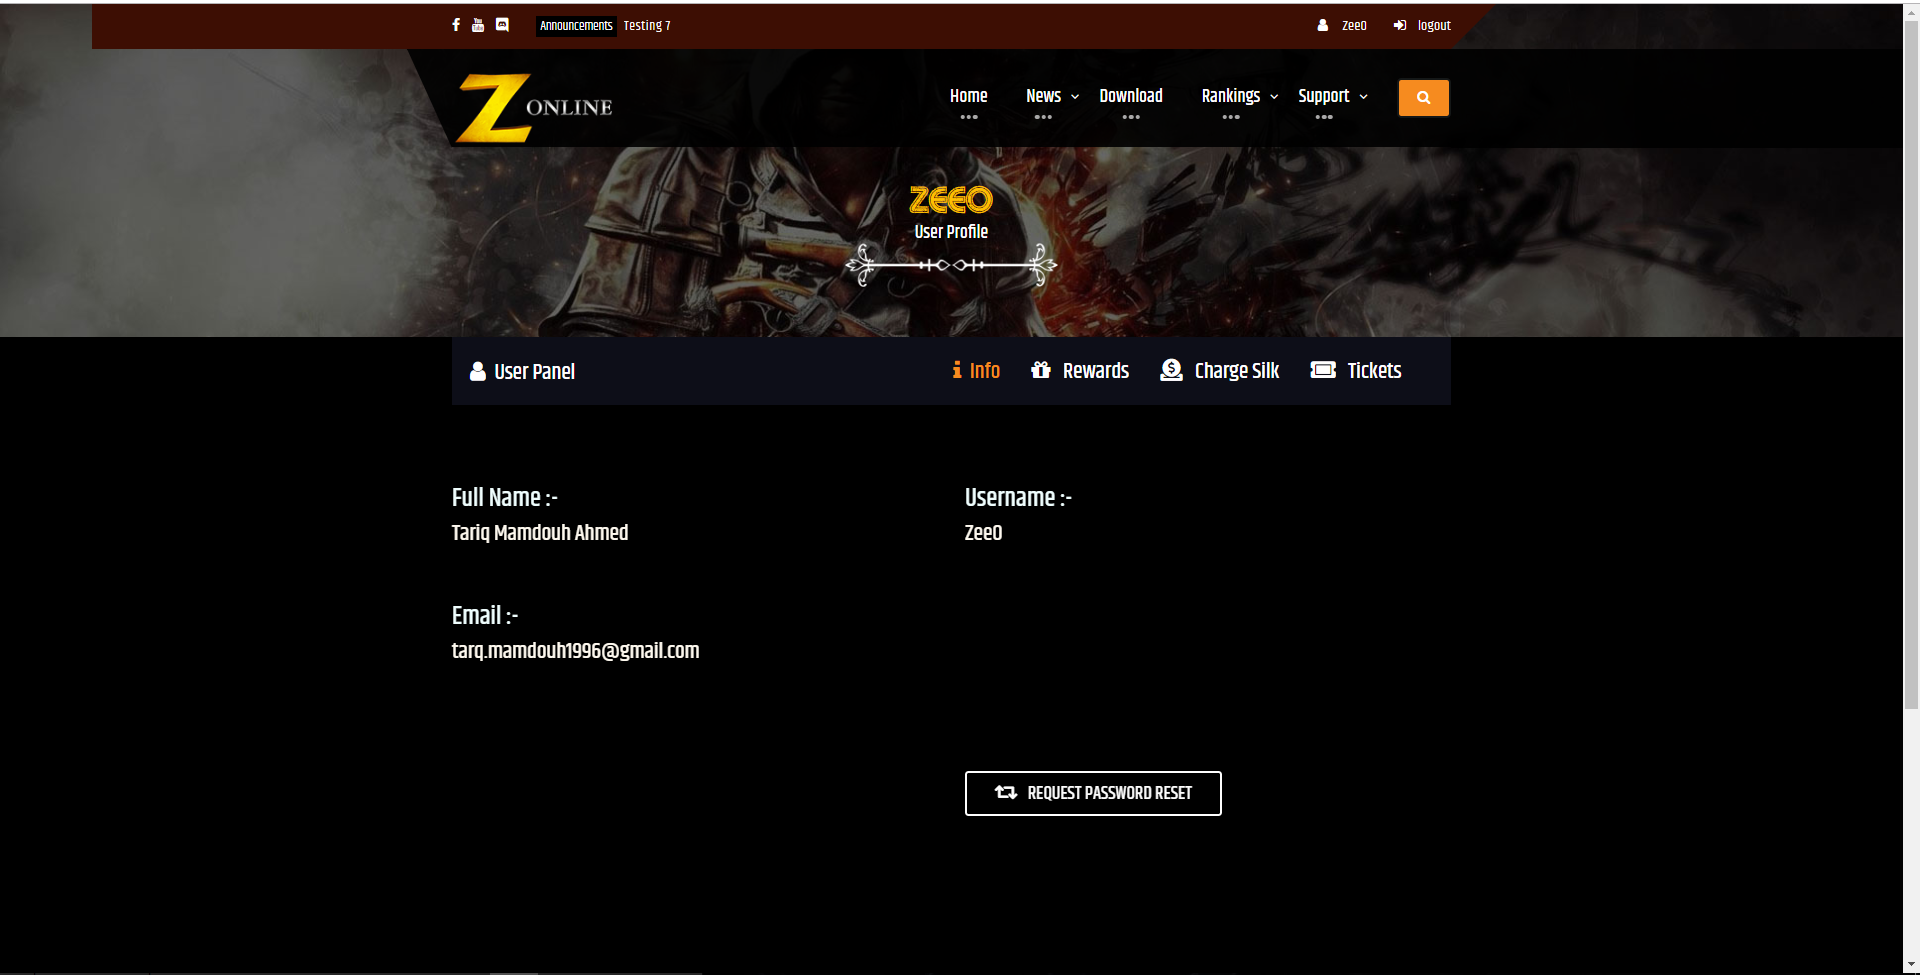 Announcements Testing 7
ZeeO logout
Z ONLINE
Home News Download Rankings Support
ZEEO
User Profile
User Panel
Info Rewards Charge Silk Tickets
Full Name :-
Tariq Mamdouh Ahmed
Username :-
ZeeO
Email :-
tarq.mamdouh1996@gmail.com
REQUEST PASSWORD RESET